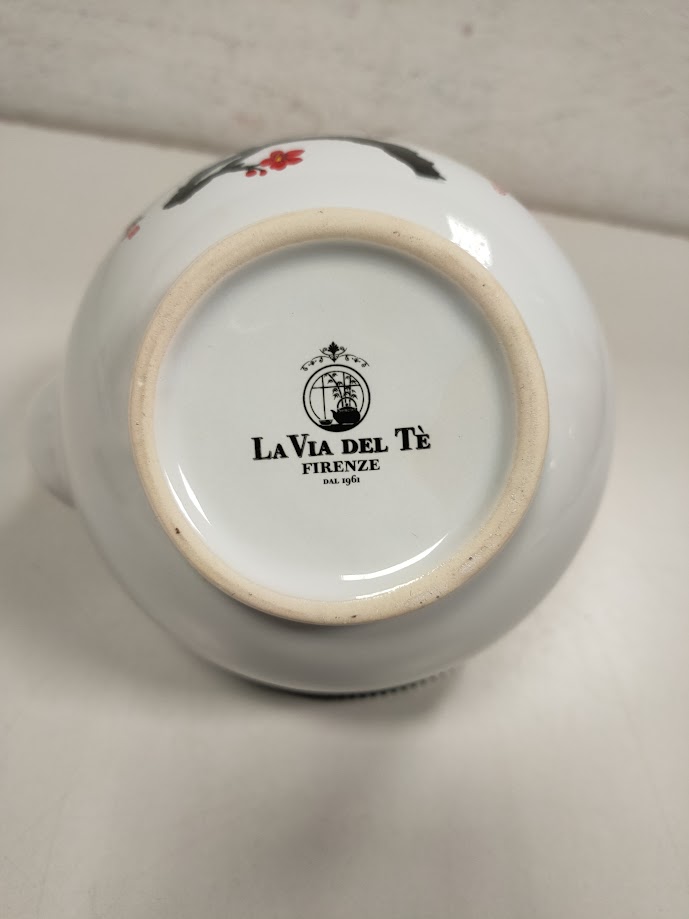 LA VIA DEL TÈ
FIRENZE
DAL 1961